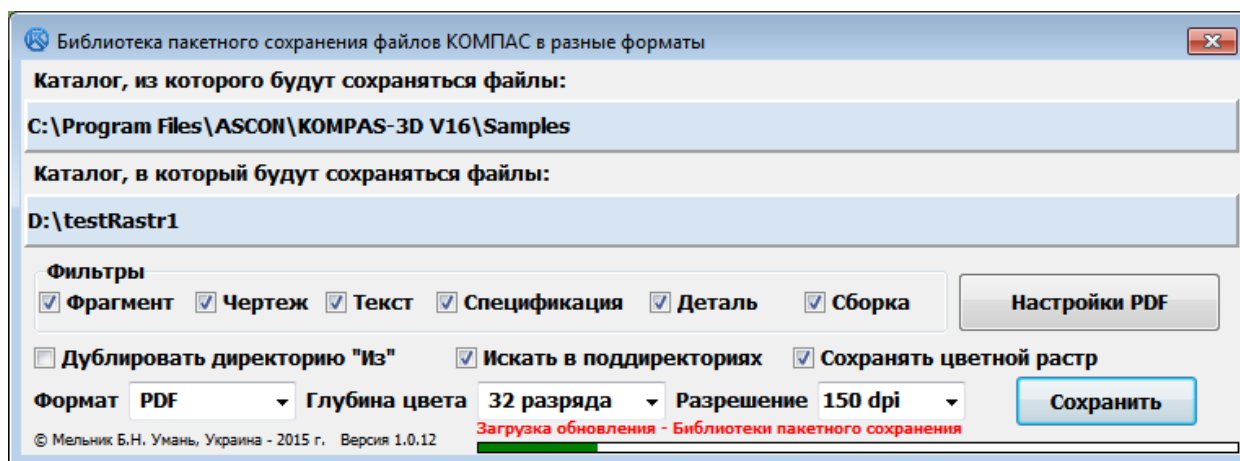 Библиотека пакетного сохранения файлов КОМПАС в разные форматы
Каталог, из которого будут сохраняться файлы:
C:\Program Files\ASCON\KOMPAS-3D V16\Samples
Каталог, в который будут сохраняться файлы:
D:\testRastr1
Фильтры
Фрагмент Чертеж Текст Спецификация Деталь Сборка Настройки PDF
Дублировать директорию "Из" Искать в поддиректориях Сохранять цветной растр
Формат PDF Глубина цвета 32 разряда Разрешение 150 dpi Сохранить
© Мельник Б.Н. Умань, Украина - 2015 г. Версия 1.0.12 Загрузка обновления - Библиотеки пакетного сохранения